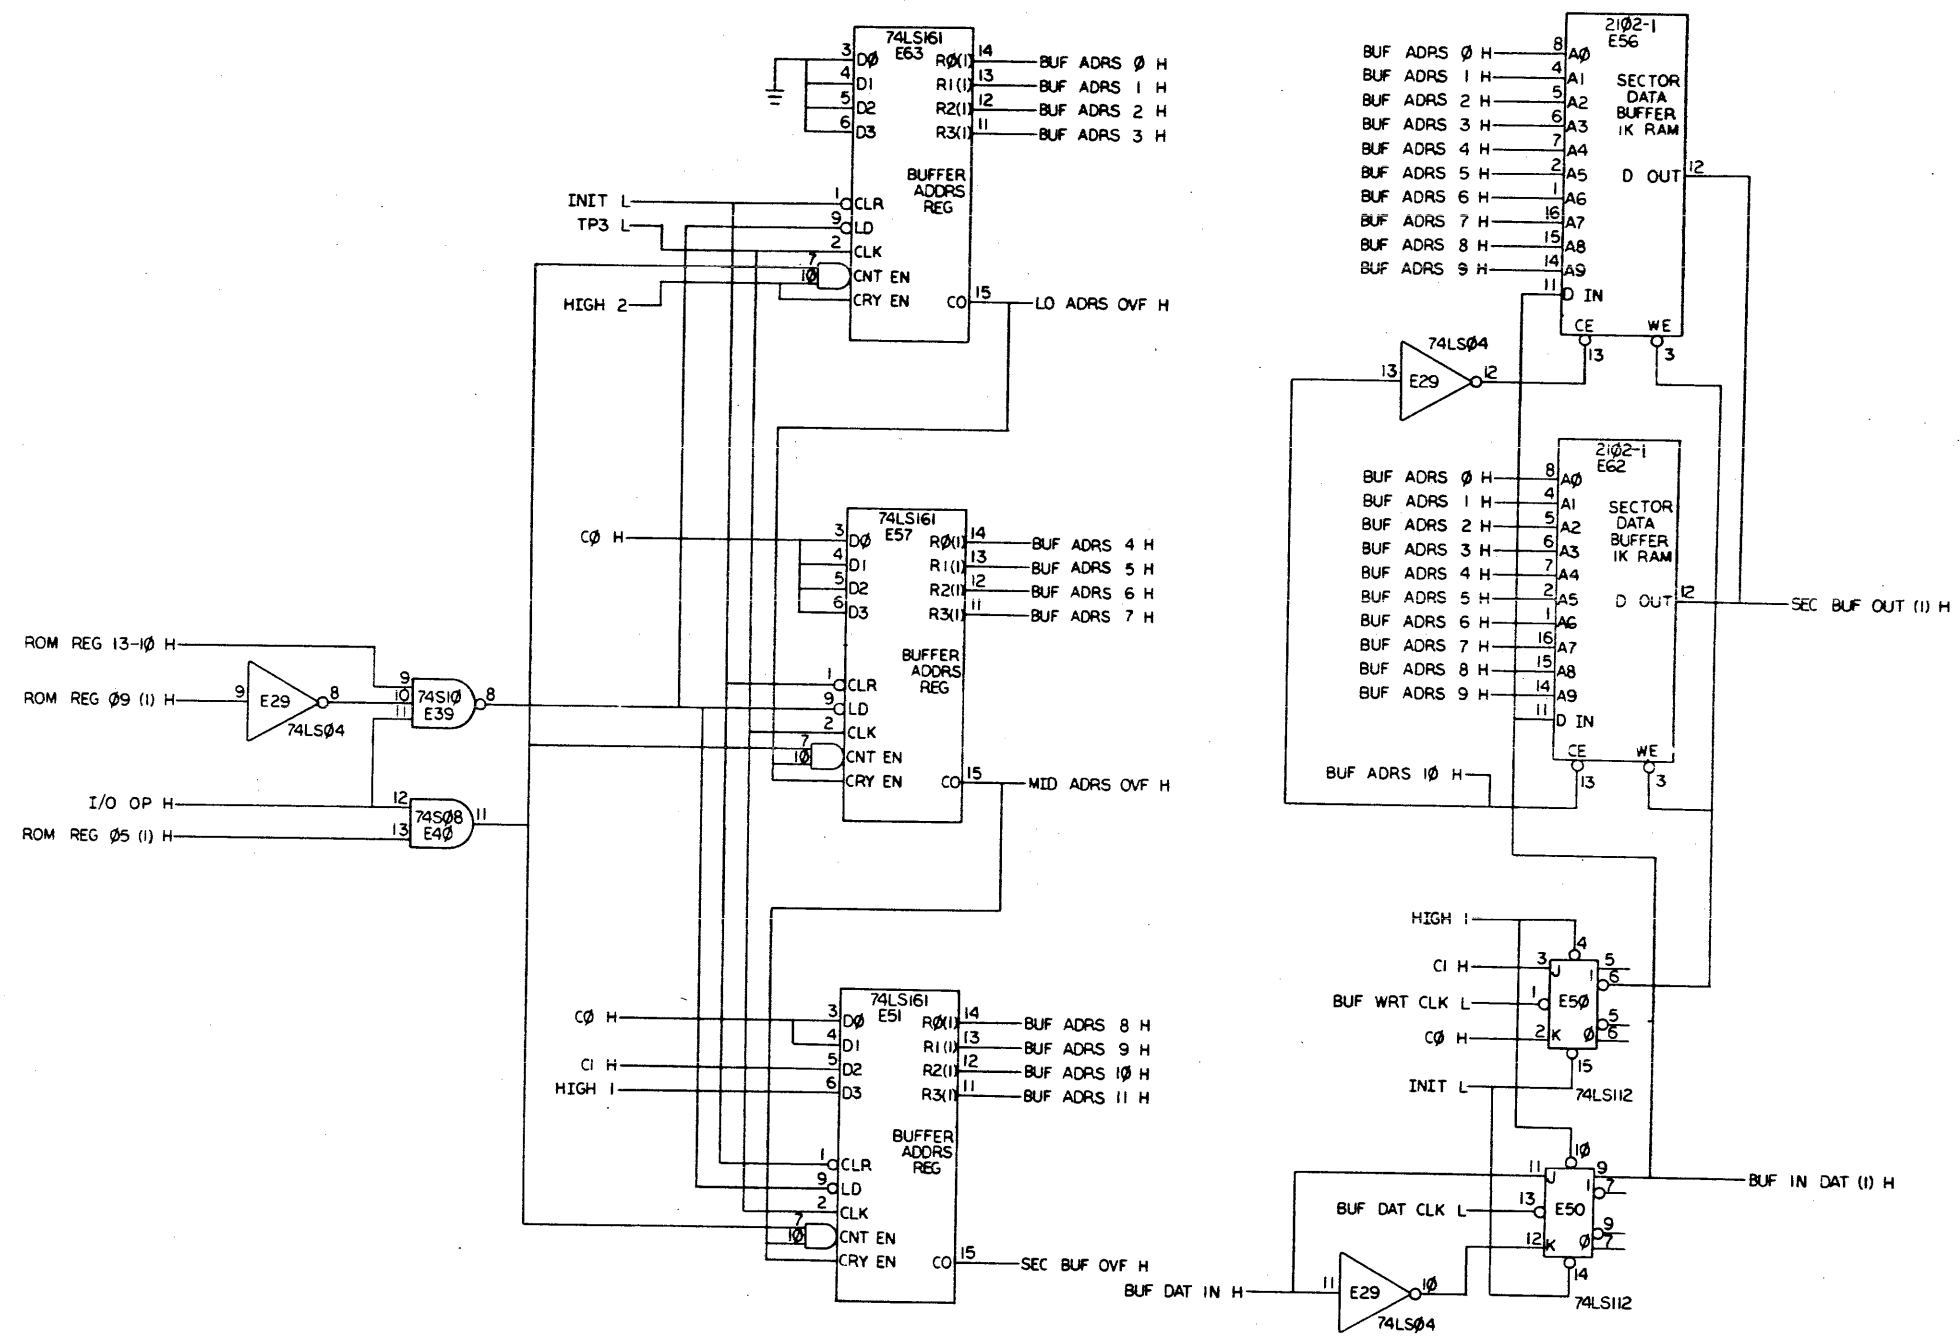 74LS161
E63
3 DØ
4 D1
5 D2
6 D3
RØ(1) 14 BUF ADRS Ø H
R1(1) 13 BUF ADRS 1 H
R2(1) 12 BUF ADRS 2 H
R3(1) 11 BUF ADRS 3 H
BUFFER
ADDRS
REG
INIT L 1 CLR
9 LD
TP3 L 2 CLK
7
10 CNT EN
HIGH 2 CRY EN
CO 15 LO ADRS OVF H
74LS161
E57
CØ H 3 DØ
4 D1
5 D2
6 D3
RØ(1) 14 BUF ADRS 4 H
R1(1) 13 BUF ADRS 5 H
R2(1) 12 BUF ADRS 6 H
R3(1) 11 BUF ADRS 7 H
BUFFER
ADDRS
REG
1 CLR
9 LD
2 CLK
7
1Ø CNT EN
CRY EN
CO 15 MID ADRS OVF H
ROM REG 13-1Ø H
ROM REG Ø9 (1) H 9 E29 8
74LSØ4
9
10
11
74S1Ø
E39
8
I/O OP H 12
ROM REG Ø5 (1) H 13
74SØ8
E4Ø
11
74LS161
E51
CØ H 3 DØ
4 D1
C1 H 5 D2
HIGH 1 6 D3
RØ(1) 14 BUF ADRS 8 H
R1(1) 13 BUF ADRS 9 H
R2(1) 12 BUF ADRS 1Ø H
R3(1) 11 BUF ADRS 11 H
BUFFER
ADDRS
REG
1 CLR
9 LD
2 CLK
7
1Ø CNT EN
CRY EN
CO 15 SEC BUF OVF H
21Ø2-1
E56
SECTOR
DATA
BUFFER
1K RAM
BUF ADRS Ø H 8 AØ
BUF ADRS 1 H 4 A1
BUF ADRS 2 H 5 A2
BUF ADRS 3 H 6 A3
BUF ADRS 4 H 7 A4
BUF ADRS 5 H 2 A5
BUF ADRS 6 H 1 A6
BUF ADRS 7 H 16 A7
BUF ADRS 8 H 15 A8
BUF ADRS 9 H 14 A9
11 D IN
D OUT 12
CE WE
13 3
74LSØ4
13 E29 12
21Ø2-1
E62
SECTOR
DATA
BUFFER
1K RAM
BUF ADRS Ø H 8 AØ
BUF ADRS 1 H 4 A1
BUF ADRS 2 H 5 A2
BUF ADRS 3 H 6 A3
BUF ADRS 4 H 7 A4
BUF ADRS 5 H 2 A5
BUF ADRS 6 H 1 A6
BUF ADRS 7 H 16 A7
BUF ADRS 8 H 15 A8
BUF ADRS 9 H 14 A9
11 D IN
D OUT 12 SEC BUF OUT (1) H
CE WE
13 3
BUF ADRS 1Ø H
HIGH 1 4
C1 H 3 J 1 5
6
BUF WRT CLK L 1 E5Ø
CØ H 2 K Ø 5
6
INIT L 15
74LS112
1Ø
11 J 1 9 BUF IN DAT (1) H
7
BUF DAT CLK L 13 E50
12 K Ø 9
7
14
74LS112
BUF DAT IN H 11 E29 1Ø
74LSØ4